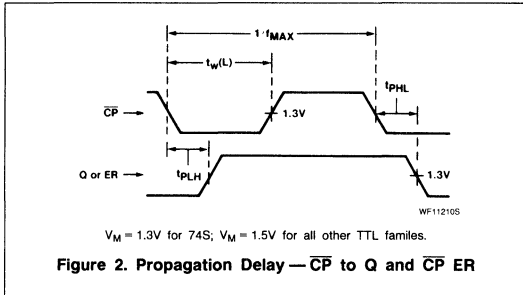 1/fMAX
tw(L)
tPHL
CP
1.3V
tPLH
Q or ER
1.3V
WF11210S
VM = 1.3V for 74S; VM = 1.5V for all other TTL familes.
Figure 2. Propagation Delay — CP to Q and CP ER